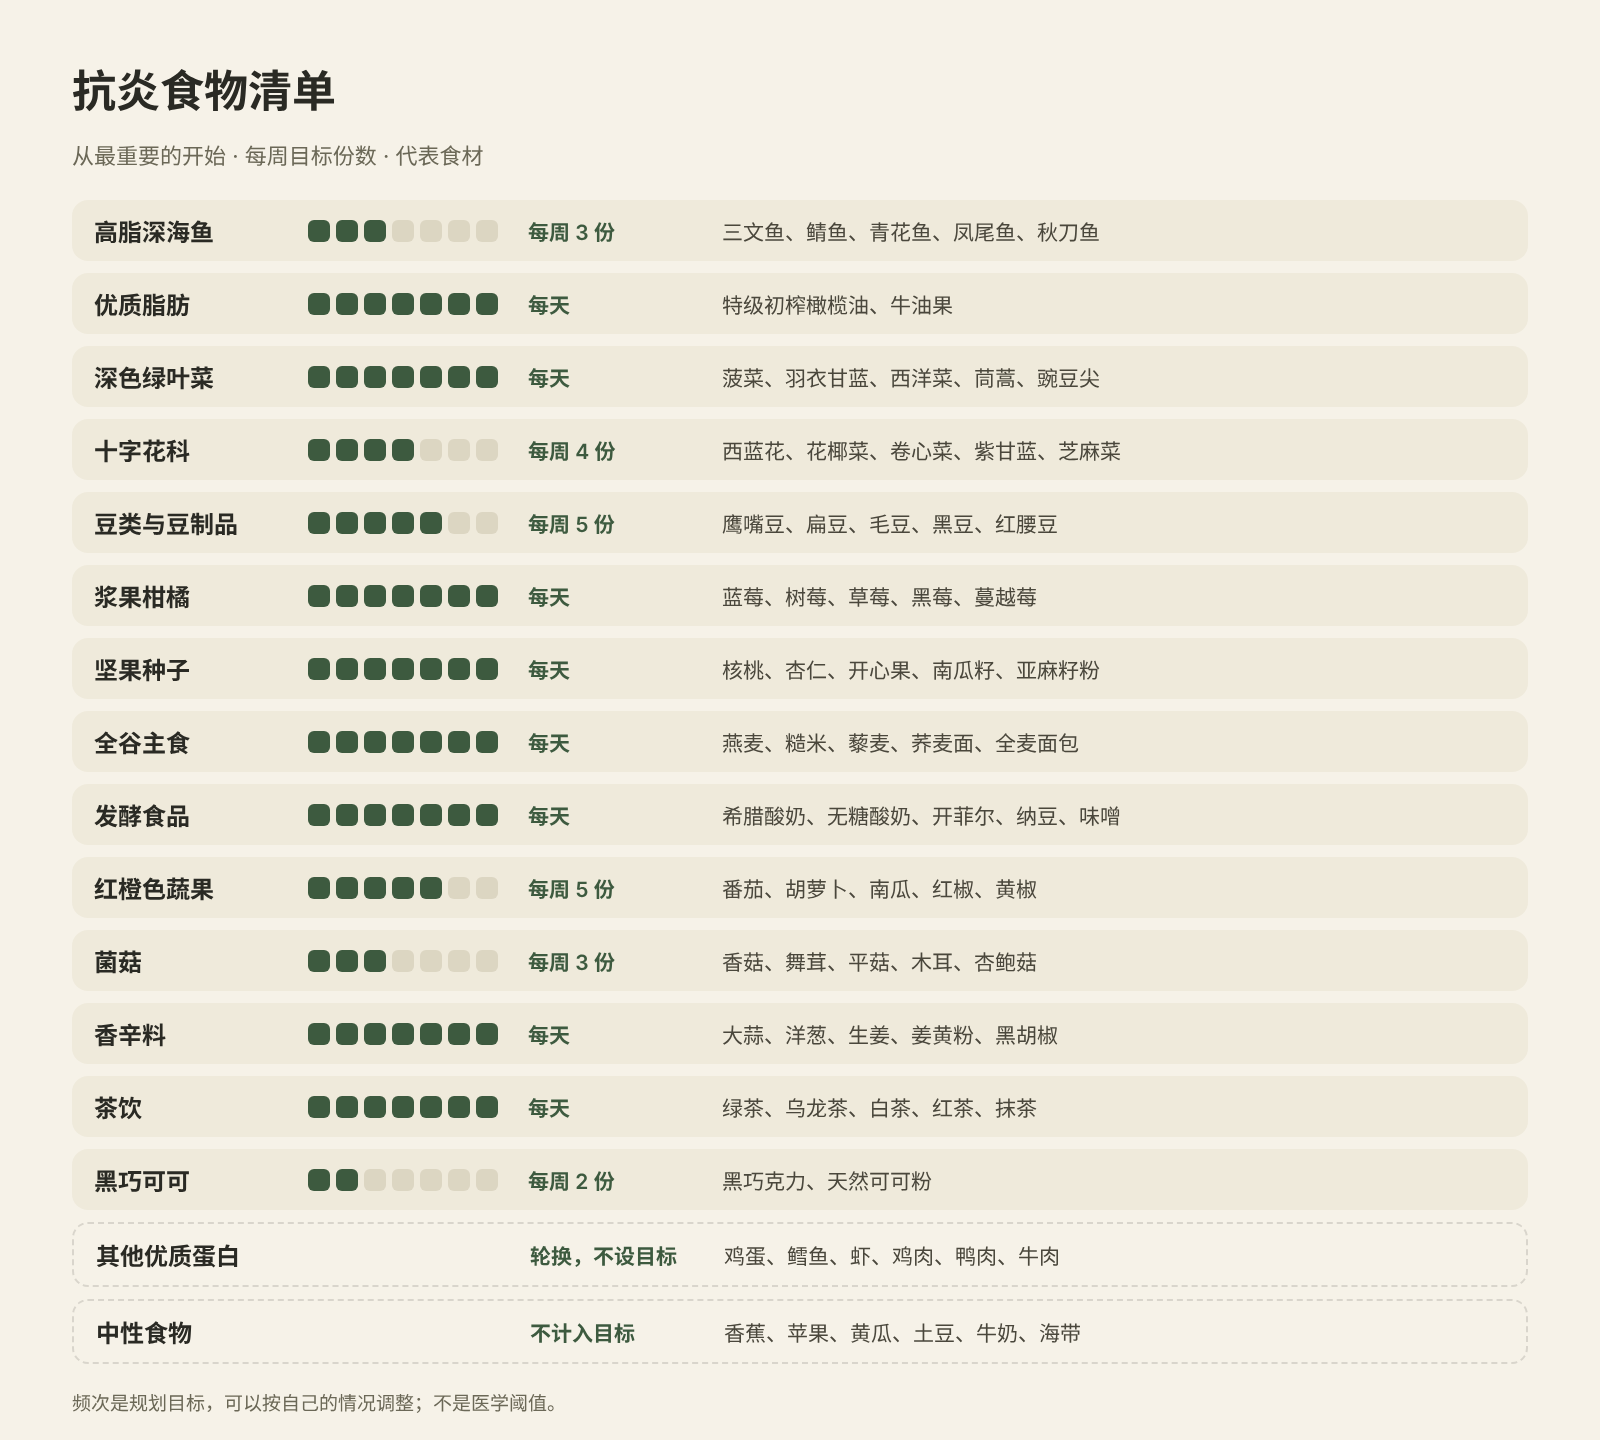 抗炎食物清单
从最重要的开始 · 每周目标份数 · 代表食材
高脂深海鱼 每周 3 份 三文鱼、鲭鱼、青花鱼、凤尾鱼、秋刀鱼
优质脂肪 每天 特级初榨橄榄油、牛油果
深色绿叶菜 每天 菠菜、羽衣甘蓝、西洋菜、茼蒿、豌豆尖
十字花科 每周 4 份 西蓝花、花椰菜、卷心菜、紫甘蓝、芝麻菜
豆类与豆制品 每周 5 份 鹰嘴豆、扁豆、毛豆、黑豆、红腰豆
浆果柑橘 每天 蓝莓、树莓、草莓、黑莓、蔓越莓
坚果种子 每天 核桃、杏仁、开心果、南瓜籽、亚麻籽粉
全谷主食 每天 燕麦、糙米、藜麦、荞麦面、全麦面包
发酵食品 每天 希腊酸奶、无糖酸奶、开菲尔、纳豆、味噌
红橙色蔬果 每周 5 份 番茄、胡萝卜、南瓜、红椒、黄椒
菌菇 每周 3 份 香菇、舞茸、平菇、木耳、杏鲍菇
香辛料 每天 大蒜、洋葱、生姜、姜黄粉、黑胡椒
茶饮 每天 绿茶、乌龙茶、白茶、红茶、抹茶
黑巧可可 每周 2 份 黑巧克力、天然可可粉
其他优质蛋白 轮换，不设目标 鸡蛋、鳕鱼、虾、鸡肉、鸭肉、牛肉
中性食物 不计入目标 香蕉、苹果、黄瓜、土豆、牛奶、海带
频次是规划目标，可以按自己的情况调整；不是医学阈值。